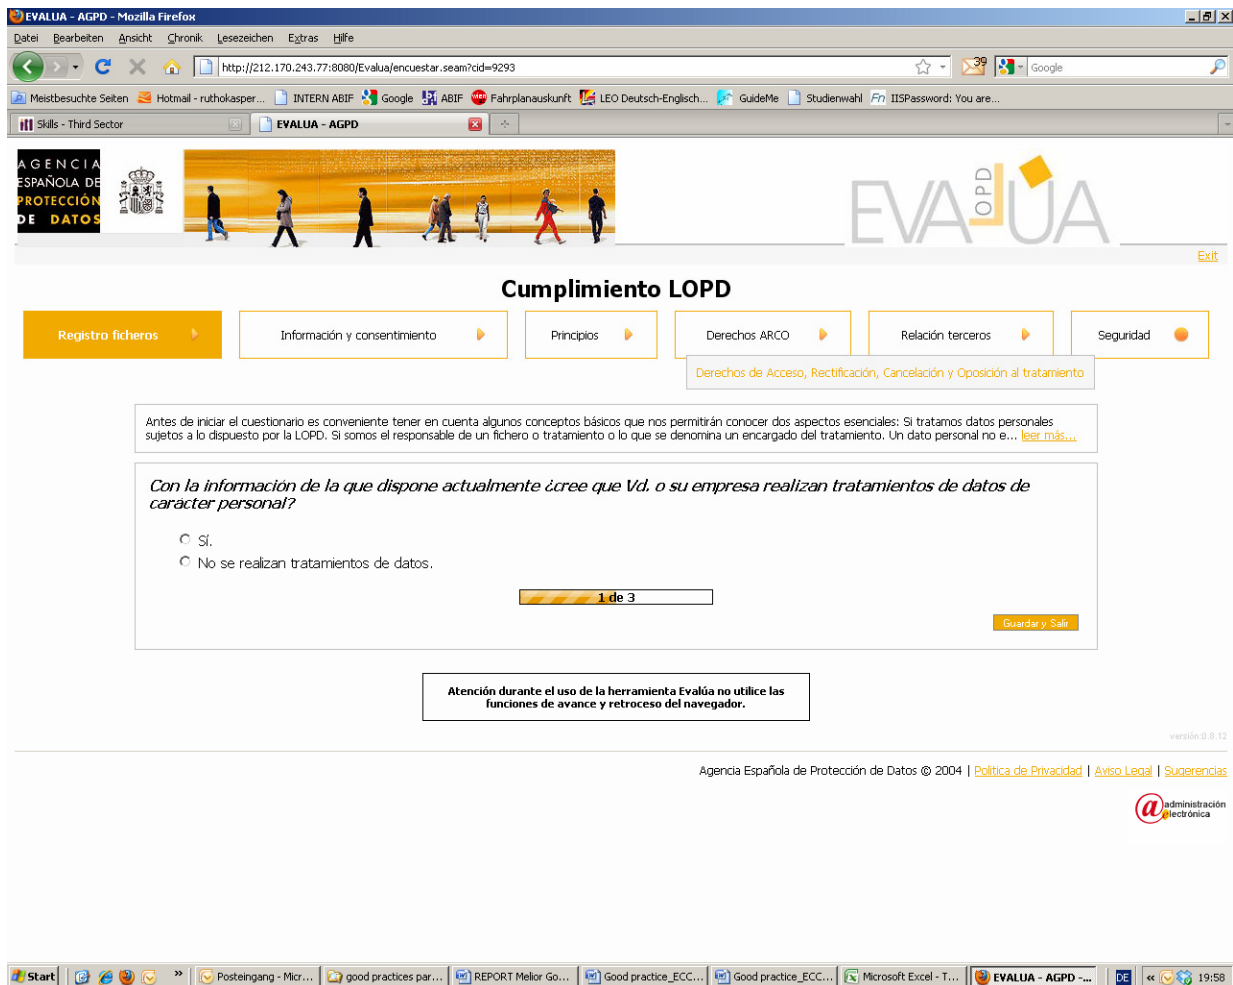 EVALUA - AGPD - Mozilla Firefox
Datei Bearbeiten Ansicht Chronik Lesezeichen Extras Hilfe
http://212.170.243.77:8080/Evalua/encuestar.seam?cid=9293
39
Google
Meistbesuchte Seiten Hotmail - ruthokasper... INTERN ABIF Google ABIF Fahrplanauskunft LEO Deutsch-Englisch... GuideMe Studienwahl IISPassword: You are...
Skills - Third Sector EVALUA - AGPD
AGENCIA
ESPAÑOLA DE
PROTECCIÓN
DE DATOS
EVALÚA
LOPD
Exit
Cumplimiento LOPD
Registro ficheros Información y consentimiento Principios Derechos ARCO Relación terceros Seguridad
Derechos de Acceso, Rectificación, Cancelación y Oposición al tratamiento
Antes de iniciar el cuestionario es conveniente tener en cuenta algunos conceptos básicos que nos permitirán conocer dos aspectos esenciales: Si tratamos datos personales
sujetos a lo dispuesto por la LOPD. Si somos el responsable de un fichero o tratamiento o lo que se denomina un encargado del tratamiento. Un dato personal no e... leer más...
Con la información de la que dispone actualmente ¿cree que Vd. o su empresa realizan tratamientos de datos de
carácter personal?
Sí.
No se realizan tratamientos de datos.
1 de 3
Guardar y Salir
Atención durante el uso de la herramienta Evalúa no utilice las
funciones de avance y retroceso del navegador.
versión:0.8.12
Agencia Española de Protección de Datos © 2004 | Política de Privacidad | Aviso Legal | Sugerencias
administración
electrónica
Start Posteingang - Micr... good practices par... REPORT Melior Go... Good practice_ECC... Good practice_ECC... Microsoft Excel - T... EVALUA - AGPD -... DE 19:58